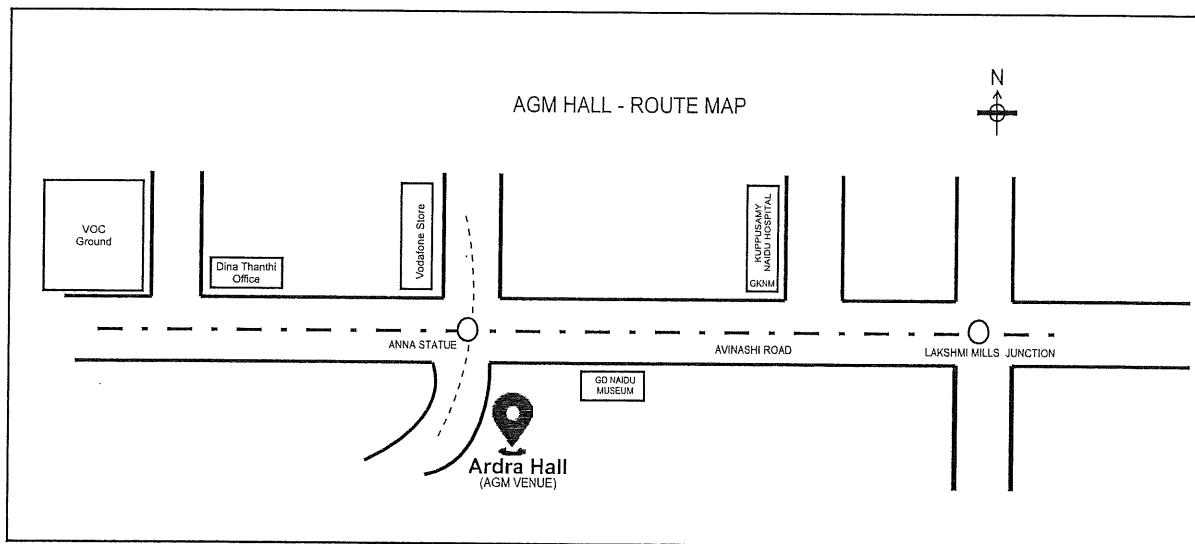 AGM HALL - ROUTE MAP
N
VOC
Ground
Dina Thanthi
Office
Vodafone Store
KUPPUSAMY
NAIDU HOSPITAL
GKNM
ANNA STATUE
AVINASHI ROAD
LAKSHMI MILLS JUNCTION
GD NAIDU
MUSEUM
Ardra Hall
(AGM VENUE)